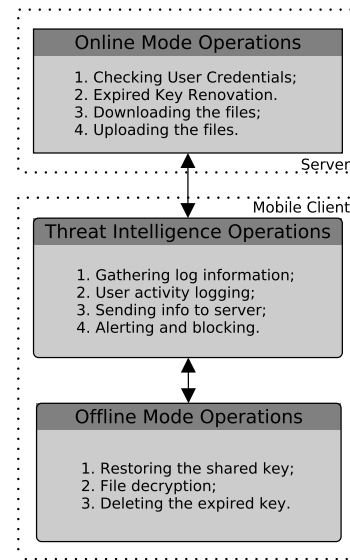 Online Mode Operations
1. Checking User Credentials;
2. Expired Key Renovation.
3. Downloading the files;
4. Uploading the files.
Server
Mobile Client
Threat Intelligence Operations
1. Gathering log information;
2. User activity logging;
3. Sending info to server;
4. Alerting and blocking.
Offline Mode Operations
1. Restoring the shared key;
2. File decryption;
3. Deleting the expired key.